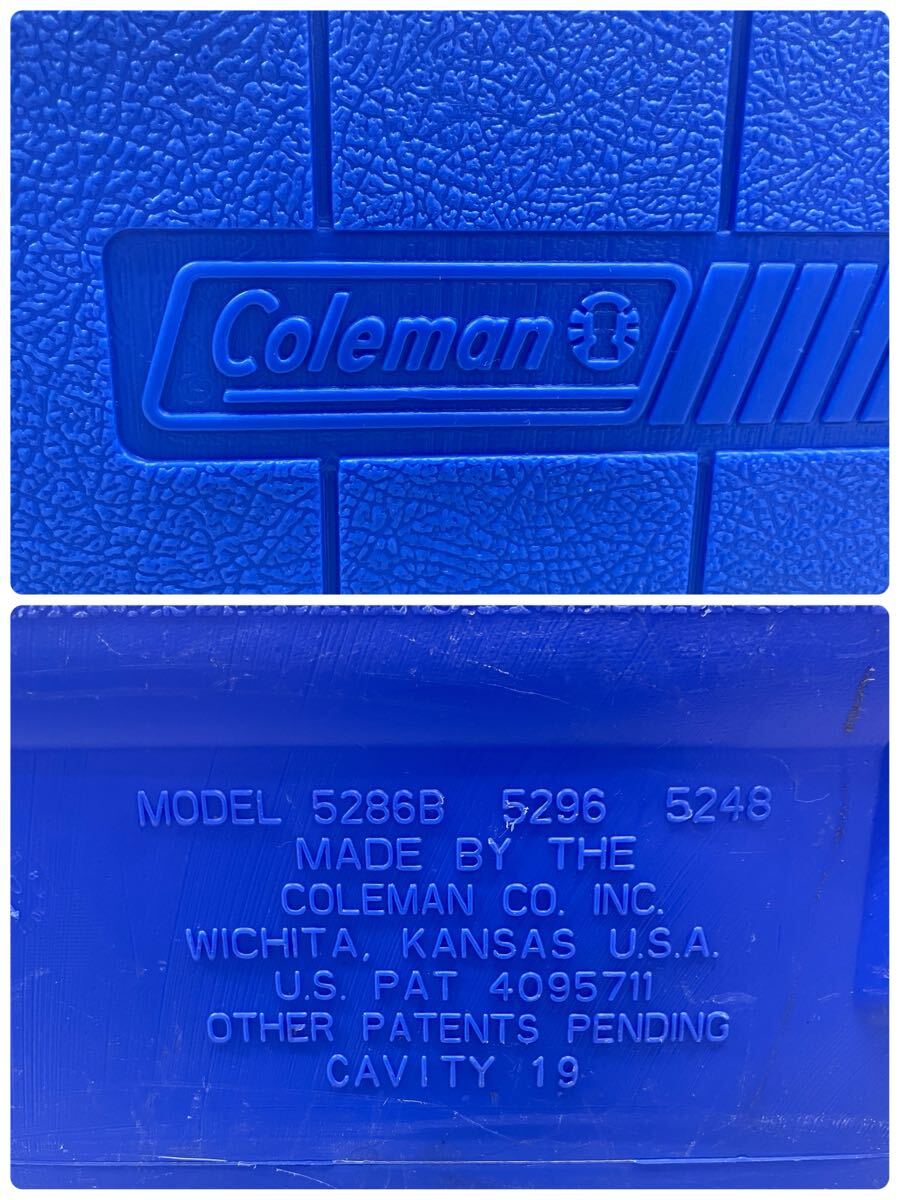 Coleman
MODEL 5286B 5296 5248
MADE BY THE
COLEMAN CO. INC.
WICHITA, KANSAS U.S.A.
U.S. PAT 4095711
OTHER PATENTS PENDING
CAVITY 19